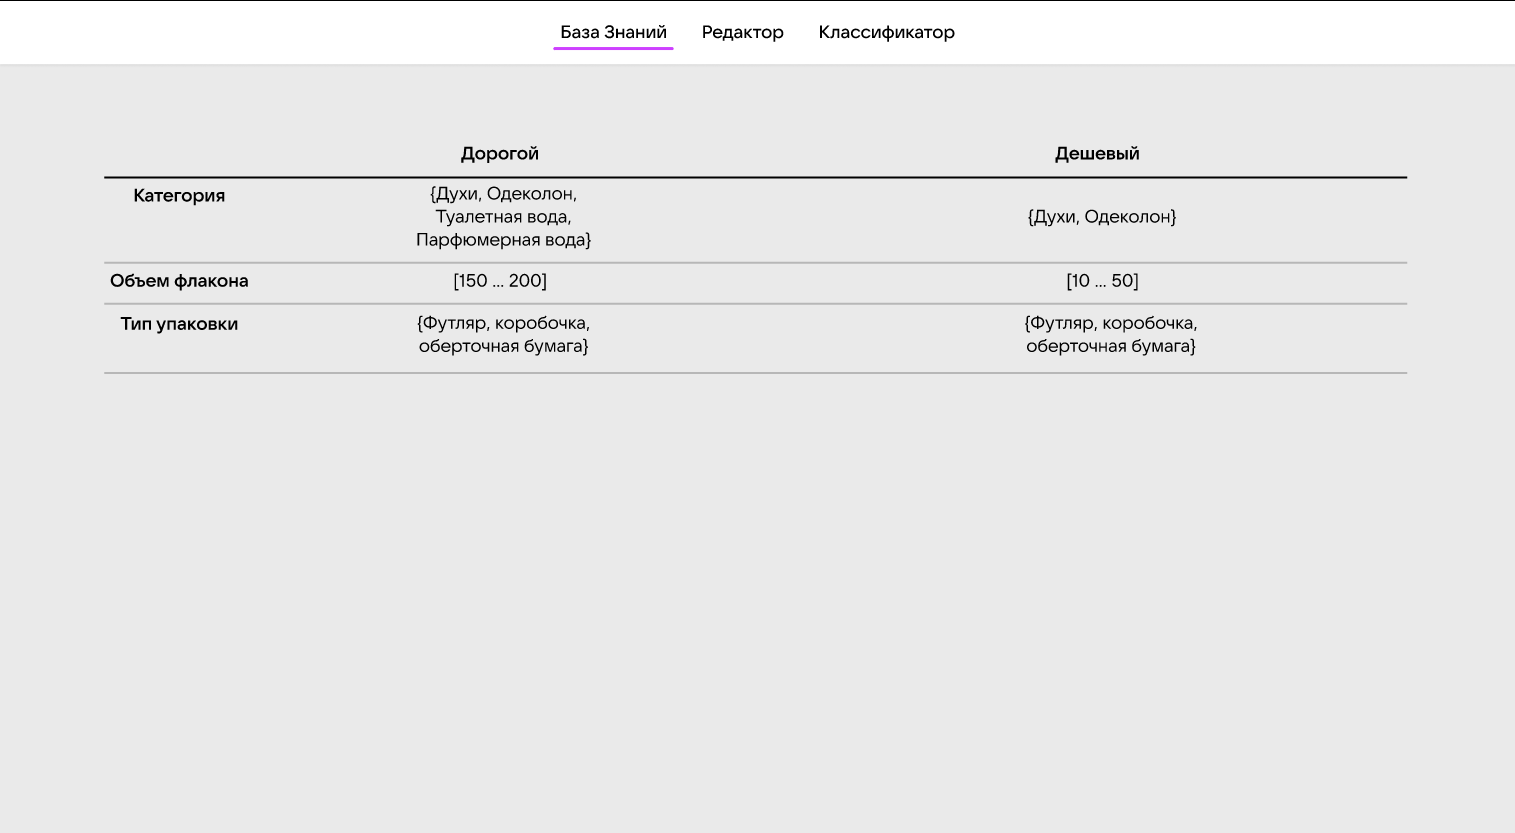 База Знаний Редактор Классификатор
Дорогой Дешевый
Категория
{Духи, Одеколон,
Туалетная вода,
Парфюмерная вода}
{Духи, Одеколон}
Объем флакона [150 ... 200] [10 ... 50]
Тип упаковки
{Футляр, коробочка,
оберточная бумага}
{Футляр, коробочка,
оберточная бумага}